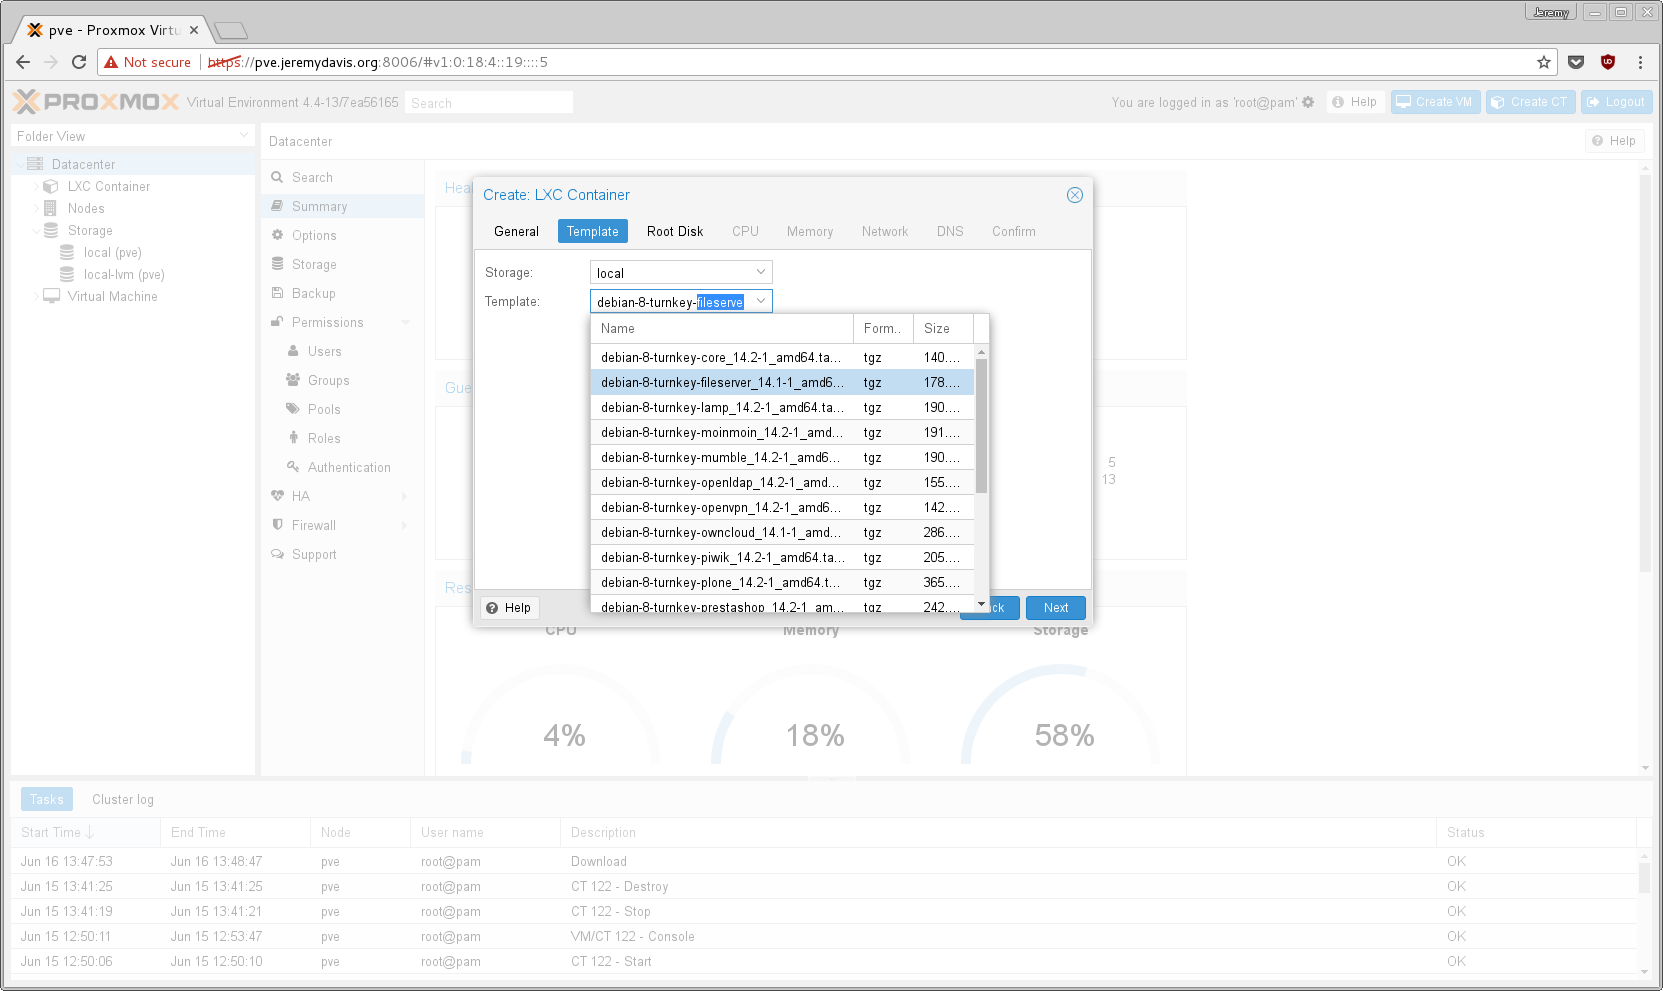 Jeremy
pve - Proxmox Virtu
Not secure https://pve.jeremydavis.org:8006/#v1:0:18:4::19::::5
PROXMOX Virtual Environment 4.4-13/7ea56165 Search You are logged in as 'root@pam' Help Create VM Create CT Logout
Folder View
Datacenter
LXC Container
Nodes
Storage
local (pve)
local-lvm (pve)
Virtual Machine
Datacenter Help
Search
Summary
Options
Storage
Backup
Permissions
Users
Groups
Pools
Roles
Authentication
HA
Firewall
Support
Create: LXC Container
General Template Root Disk CPU Memory Network DNS Confirm
Storage: local
Template: debian-8-turnkey-fileserve
Name Form.. Size
debian-8-turnkey-core_14.2-1_amd64.ta... tgz 140....
debian-8-turnkey-fileserver_14.1-1_amd6... tgz 178....
debian-8-turnkey-lamp_14.2-1_amd64.ta... tgz 190....
debian-8-turnkey-moinmoin_14.2-1_amd... tgz 191....
debian-8-turnkey-mumble_14.2-1_amd6... tgz 190....
debian-8-turnkey-openldap_14.2-1_amd... tgz 155....
debian-8-turnkey-openvpn_14.2-1_amd6... tgz 142....
debian-8-turnkey-owncloud_14.1-1_amd... tgz 286....
debian-8-turnkey-piwik_14.2-1_amd64.ta... tgz 205....
debian-8-turnkey-plone_14.2-1_amd64.t... tgz 365....
debian-8-turnkey-prestashop_14.2-1_am... tgz 242....
Help ck Next
Hea
Gue
5
13
Res
CPU Memory Storage
4% 18% 58%
Tasks Cluster log
Start Time End Time Node User name Description Status
Jun 16 13:47:53 Jun 16 13:48:47 pve root@pam Download OK
Jun 15 13:41:25 Jun 15 13:41:25 pve root@pam CT 122 - Destroy OK
Jun 15 13:41:19 Jun 15 13:41:21 pve root@pam CT 122 - Stop OK
Jun 15 12:50:11 Jun 15 12:53:47 pve root@pam VM/CT 122 - Console OK
Jun 15 12:50:06 Jun 15 12:50:10 pve root@pam CT 122 - Start OK